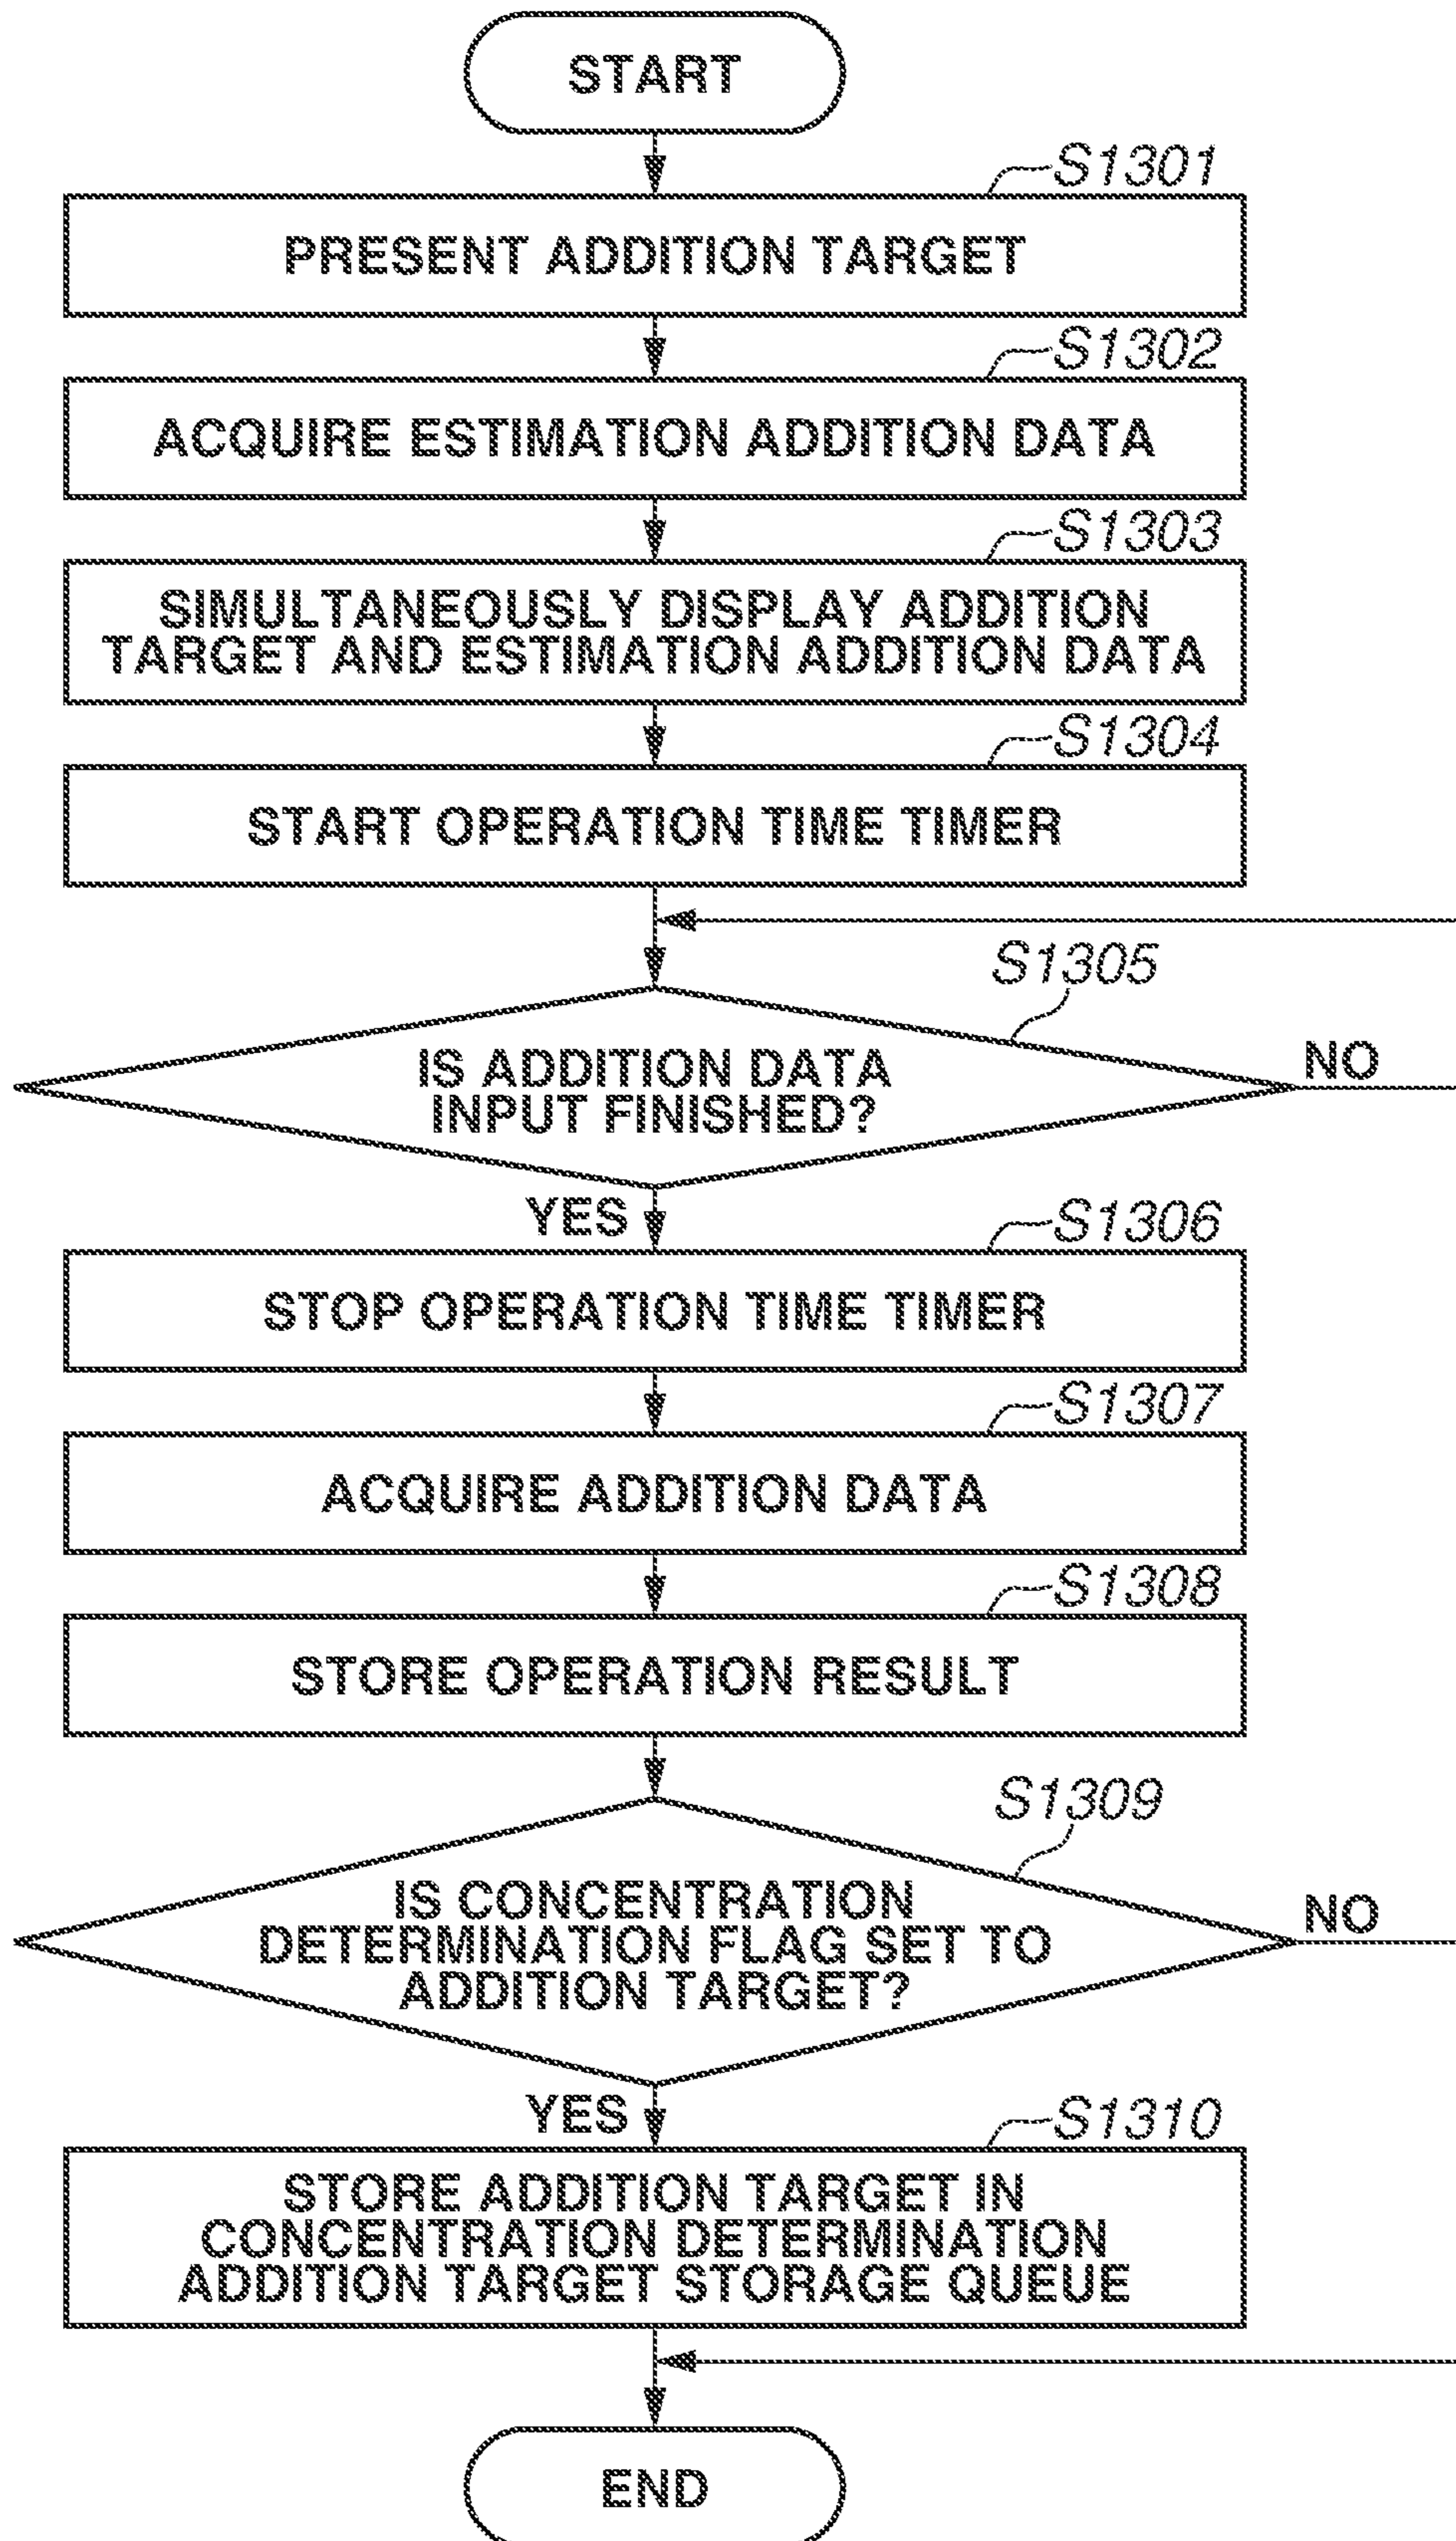 START
S1301
PRESENT ADDITION TARGET
S1302
ACQUIRE ESTIMATION ADDITION DATA
S1303
SIMULTANEOUSLY DISPLAY ADDITION
TARGET AND ESTIMATION ADDITION DATA
S1304
START OPERATION TIME TIMER
S1305
IS ADDITION DATA
INPUT FINISHED?
NO
YES
S1306
STOP OPERATION TIME TIMER
S1307
ACQUIRE ADDITION DATA
S1308
STORE OPERATION RESULT
S1309
IS CONCENTRATION
DETERMINATION FLAG SET TO
ADDITION TARGET?
NO
YES
S1310
STORE ADDITION TARGET IN
CONCENTRATION DETERMINATION
ADDITION TARGET STORAGE QUEUE
END